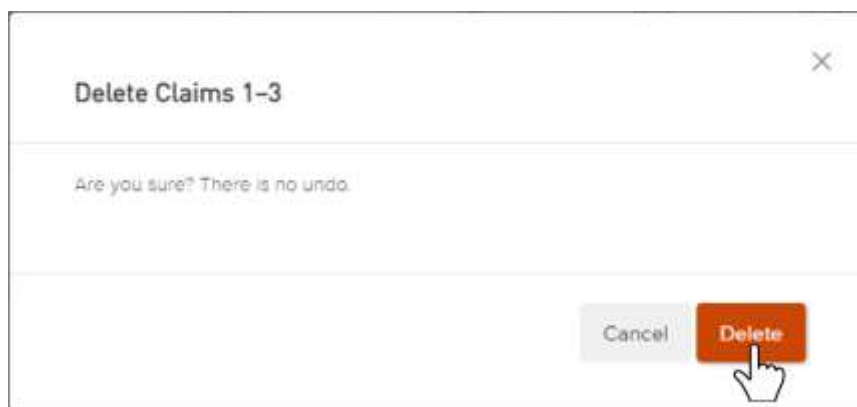 Delete Claims 1–3
Are you sure? There is no undo.
Cancel
Delete